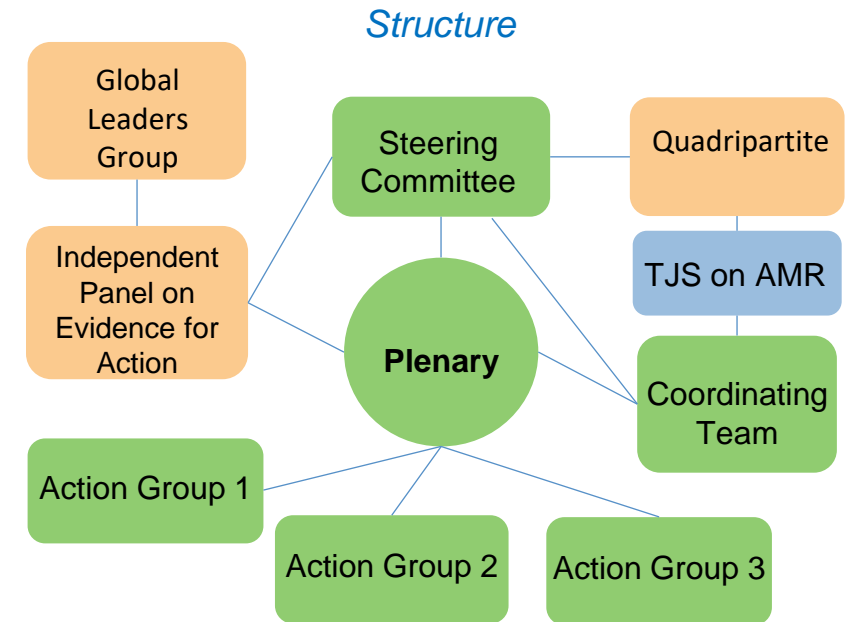 Structure
Global
Leaders
Group
Steering
Committee
Quadripartite
Independent
Panel on
Evidence for
Action
TJS on AMR
Plenary
Coordinating
Team
Action Group 1
Action Group 2
Action Group 3